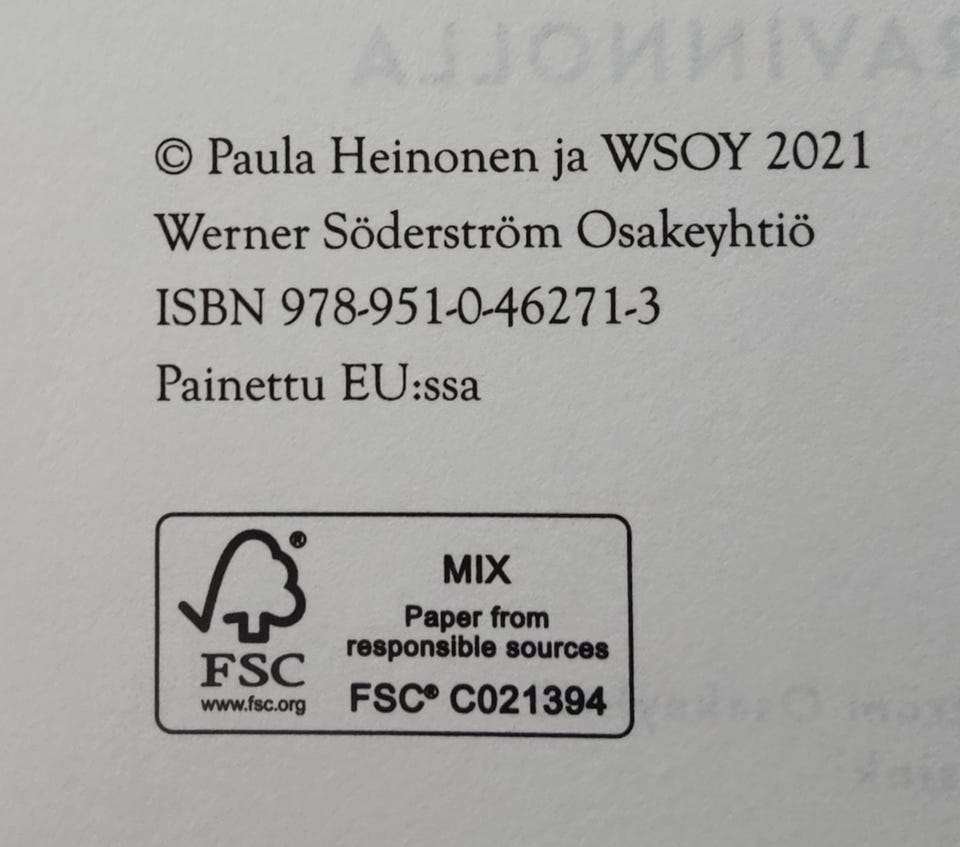 © Paula Heinonen ja WSOY 2021
Werner Söderström Osakeyhtiö
ISBN 978-951-0-46271-3
Painettu EU:ssa
®
FSC
www.fsc.org
MIX
Paper from
responsible sources
FSC® C021394